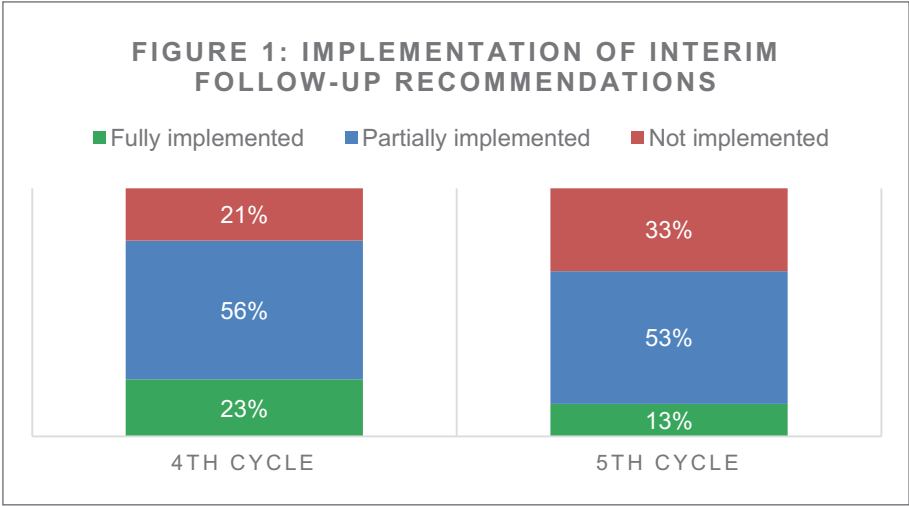 FIGURE 1: IMPLEMENTATION OF INTERIM
FOLLOW-UP RECOMMENDATIONS
Fully implemented Partially implemented Not implemented
21% 33%
56% 53%
23% 13%
4TH CYCLE 5TH CYCLE